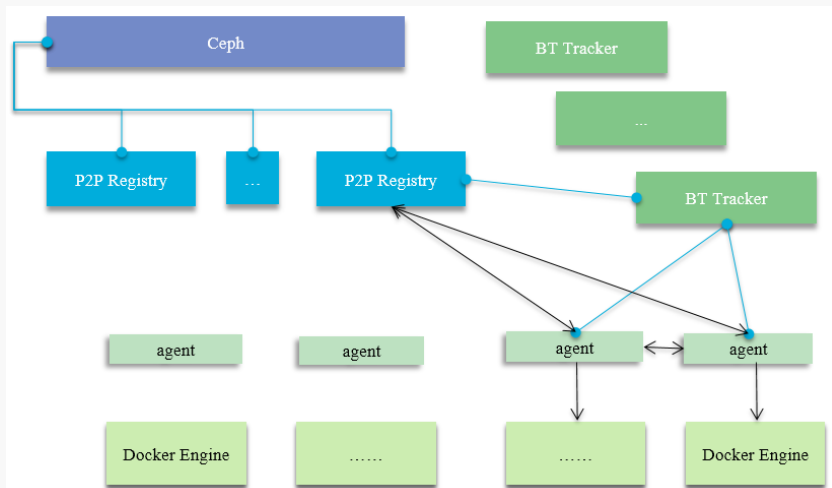 Ceph
BT Tracker
...
P2P Registry
...
P2P Registry
BT Tracker
agent
agent
agent
agent
Docker Engine
……
……
Docker Engine